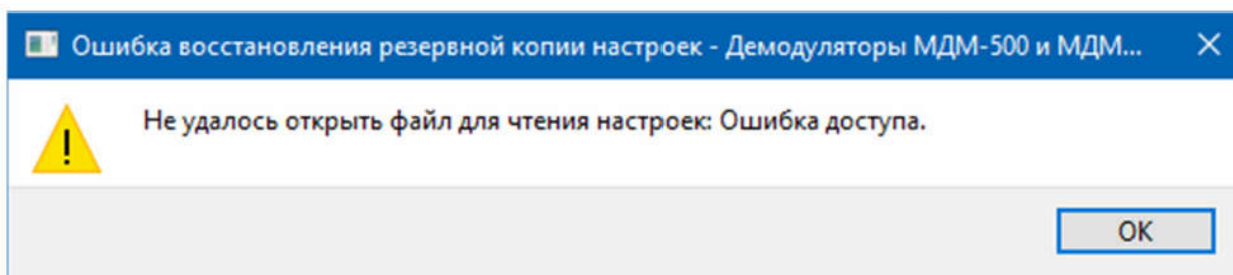 Ошибка восстановления резервной копии настроек - Демодуляторы МДМ-500 и МДМ...
Не удалось открыть файл для чтения настроек: Ошибка доступа.
OK